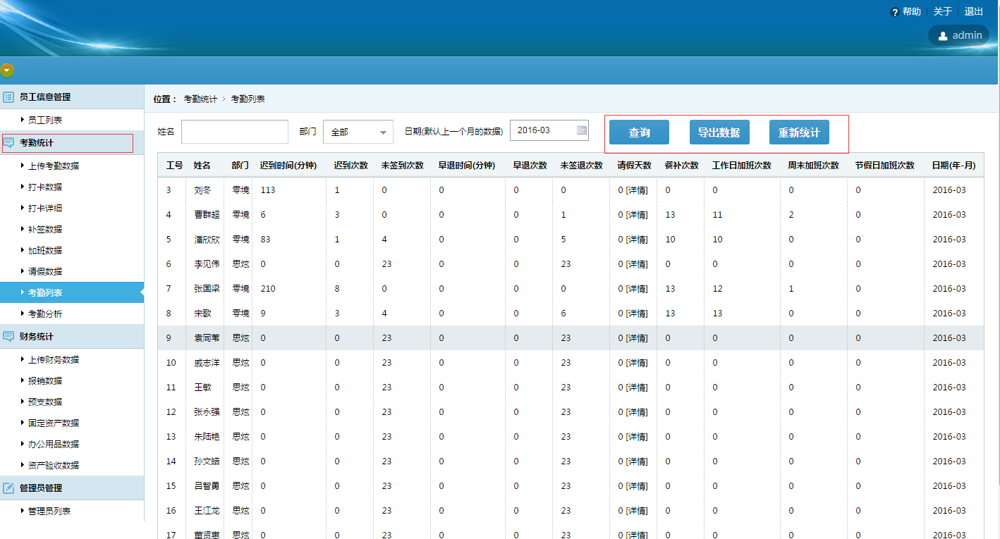 帮助 关于 退出
admin
员工信息管理
员工列表
考勤统计
上传考勤数据
打卡数据
打卡详细
补签数据
加班数据
请假数据
考勤列表
考勤分析
财务统计
上传财务数据
报销数据
预支数据
固定资产数据
办公用品数据
资产验收数据
管理员管理
管理员列表
位置： 考勤统计 › 考勤列表
姓名 部门 全部 日期(默认上一个月的数据) 2016-03 查询 导出数据 重新统计
工号 姓名 部门 迟到时间(分钟) 迟到次数 未签到次数 早退时间(分钟) 早退次数 未签退次数 请假天数 餐补次数 工作日加班次数 周末加班次数 节假日加班次数 日期(年-月)
3 刘冬 零境 113 1 0 0 0 0 0 [详情] 0 0 0 0 2016-03
4 曹群超 零境 6 3 0 0 0 1 0 [详情] 13 11 2 0 2016-03
5 潘欣欣 零境 83 1 4 0 0 5 0 [详情] 10 10 0 0 2016-03
6 李见伟 思炫 0 0 23 0 0 23 0 [详情] 0 0 0 0 2016-03
7 张国梁 零境 210 8 0 0 0 0 0 [详情] 13 12 1 0 2016-03
8 宋歌 零境 9 3 4 0 0 6 0 [详情] 13 13 0 0 2016-03
9 袁同苇 思炫 0 0 23 0 0 23 0 [详情] 0 0 0 0 2016-03
10 戚志洋 思炫 0 0 23 0 0 23 0 [详情] 0 0 0 0 2016-03
11 王敏 思炫 0 0 23 0 0 23 0 [详情] 0 0 0 0 2016-03
12 张永强 思炫 0 0 23 0 0 23 0 [详情] 0 0 0 0 2016-03
13 朱陆艳 思炫 0 0 23 0 0 23 0 [详情] 0 0 0 0 2016-03
14 孙文皓 思炫 0 0 23 0 0 23 0 [详情] 0 0 0 0 2016-03
15 吕智勇 思炫 0 0 23 0 0 23 0 [详情] 0 0 0 0 2016-03
16 王江龙 思炫 0 0 23 0 0 23 0 [详情] 0 0 0 0 2016-03
17 董贤惠 思炫 0 0 23 0 0 23 0 [详情] 0 0 0 0 2016-03